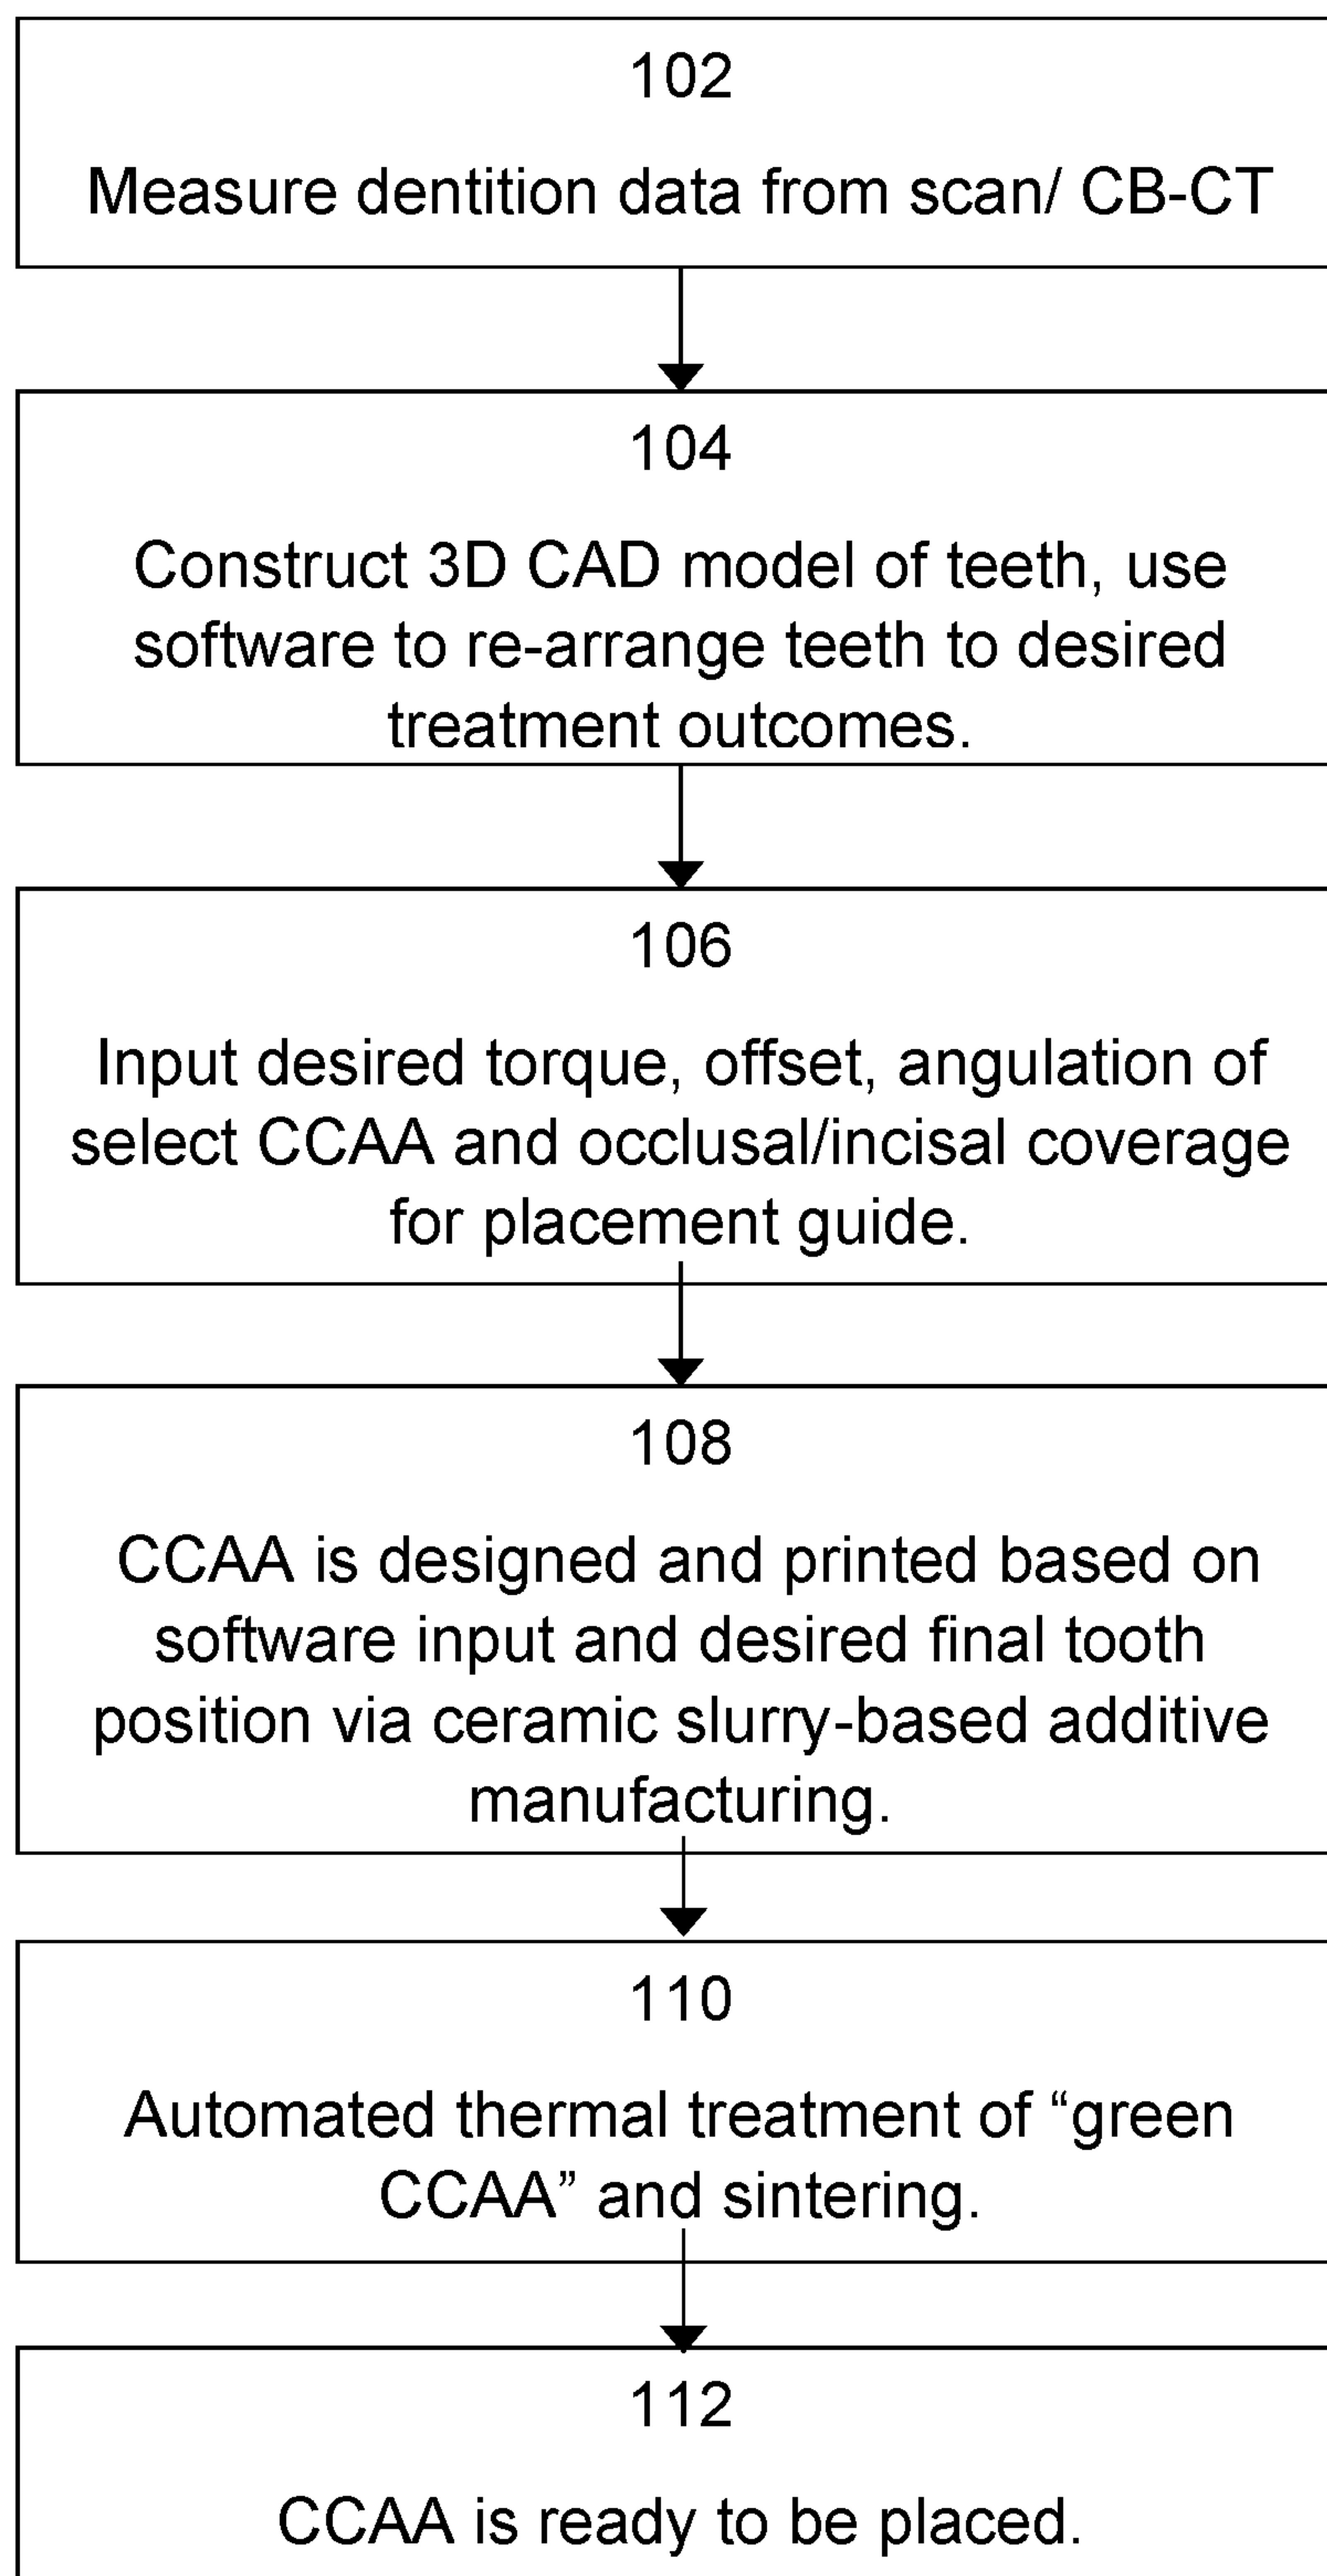 102
Measure dentition data from scan/ CB-CT
104
Construct 3D CAD model of teeth, use
software to re-arrange teeth to desired
treatment outcomes.
106
Input desired torque, offset, angulation of
select CCAA and occlusal/incisal coverage
for placement guide.
108
CCAA is designed and printed based on
software input and desired final tooth
position via ceramic slurry-based additive
manufacturing.
110
Automated thermal treatment of “green
CCAA” and sintering.
112
CCAA is ready to be placed.